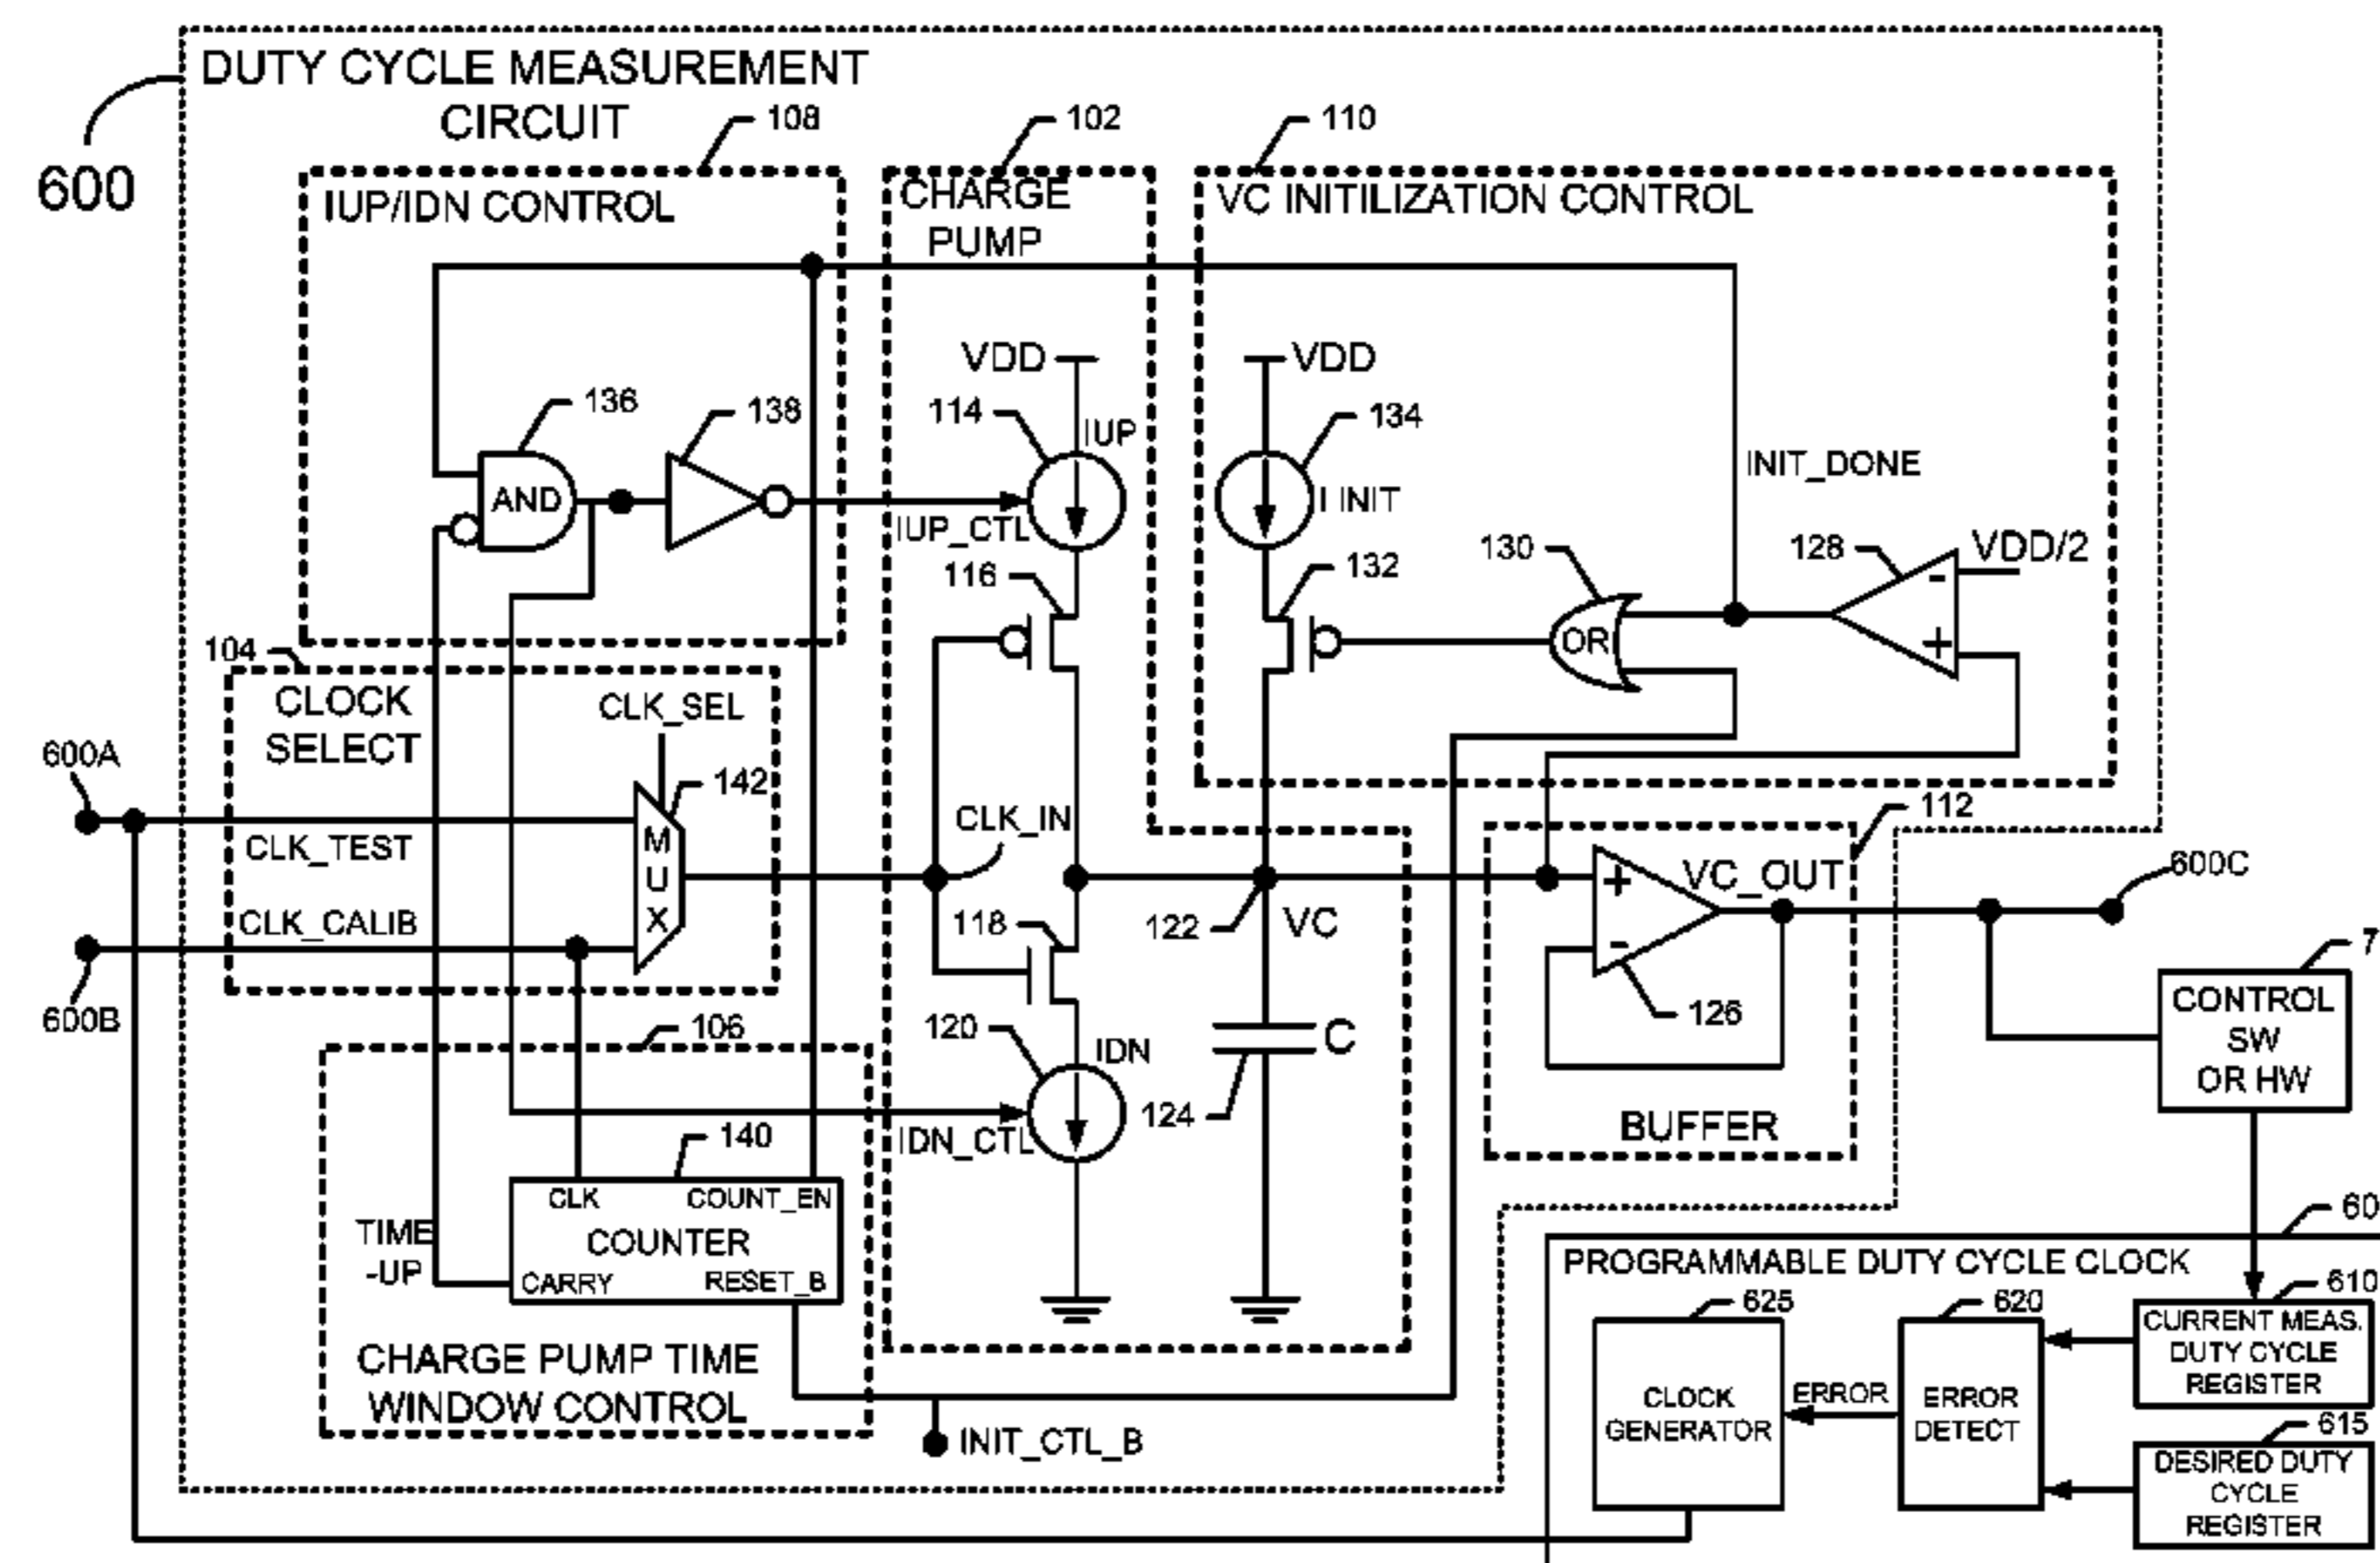 DUTY CYCLE MEASUREMENT
CIRCUIT
600
108
102
110
IUP/IDN CONTROL
CHARGE
PUMP
VC INITILIZATION CONTROL
VDD
VDD
136
138
114
IUP
134
AND
I INIT
INIT_DONE
IUP_CTL
116
132
130
OR
128
VDD/2
-
+
104
CLOCK
SELECT
CLK_SEL
600A
142
CLK_TEST
M
U
X
CLK_IN
112
CLK_CALIB
118
122
VC
+
VC_OUT
-
126
600C
600B
106
120
IDN
C
124
7
CONTROL
SW
OR HW
IDN_CTL
BUFFER
140
CLK
COUNT_EN
COUNTER
TIME
-UP
CARRY
RESET_B
60
PROGRAMMABLE DUTY CYCLE CLOCK
625
620
610
CURRENT MEAS.
DUTY CYCLE
REGISTER
CHARGE PUMP TIME
WINDOW CONTROL
INIT_CTL_B
CLOCK
GENERATOR
ERROR
ERROR
DETECT
615
DESIRED DUTY
CYCLE
REGISTER